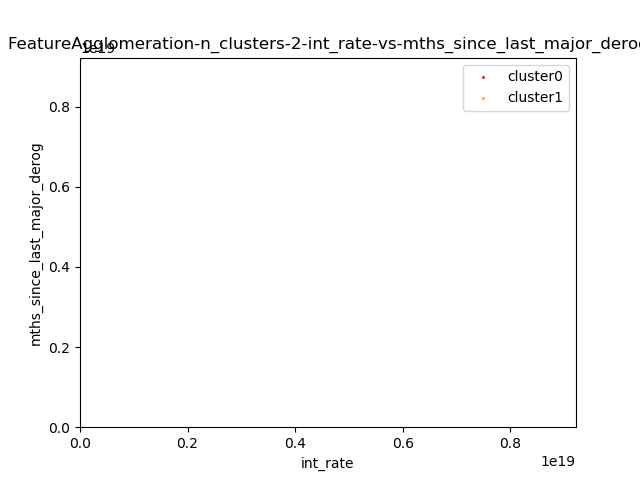 FeatureAgglomeration-n_clusters-2-int_rate-vs-mths_since_last_major_derog
1e19
cluster0
cluster1
0.8
0.6
0.4
0.2
0.0
mths_since_last_major_derog
0.0 0.2 0.4 0.6 0.8
1e19
int_rate